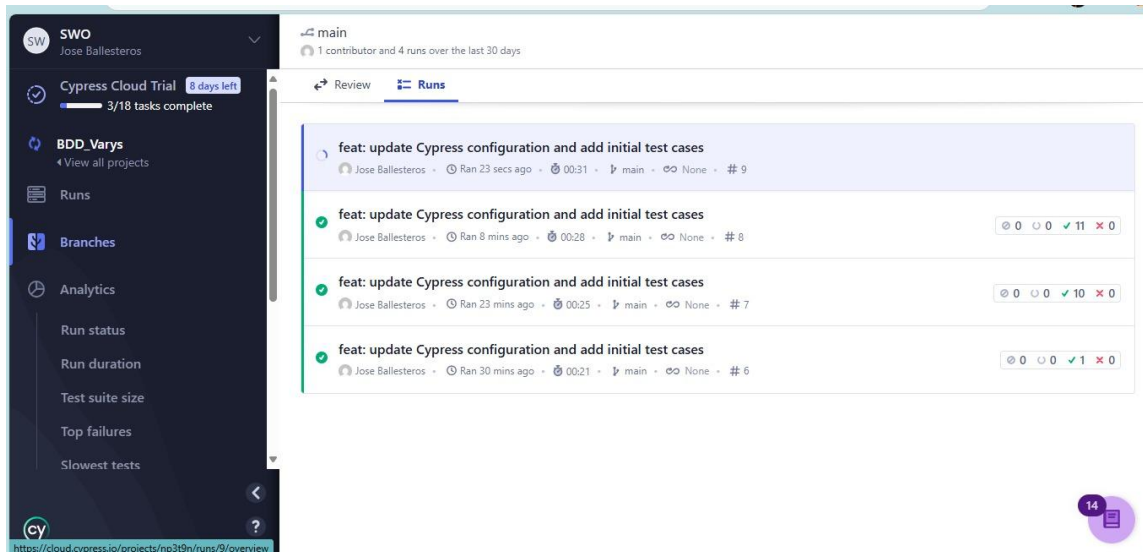 SW
SWO
Jose Ballesteros
Cypress Cloud Trial 8 days left
3/18 tasks complete
BDD_Varys
View all projects
Runs
Branches
Analytics
Run status
Run duration
Test suite size
Top failures
Slowest tests
cy
?
https://cloud.cypress.io/projects/np3t9n/runs/9/overview
main
1 contributor and 4 runs over the last 30 days
Review Runs
feat: update Cypress configuration and add initial test cases
Jose Ballesteros • Ran 23 secs ago • 00:31 • main • None • # 9
feat: update Cypress configuration and add initial test cases
Jose Ballesteros • Ran 8 mins ago • 00:28 • main • None • # 8
0 0 11 0
feat: update Cypress configuration and add initial test cases
Jose Ballesteros • Ran 23 mins ago • 00:25 • main • None • # 7
0 0 10 0
feat: update Cypress configuration and add initial test cases
Jose Ballesteros • Ran 30 mins ago • 00:21 • main • None • # 6
0 0 1 0
14